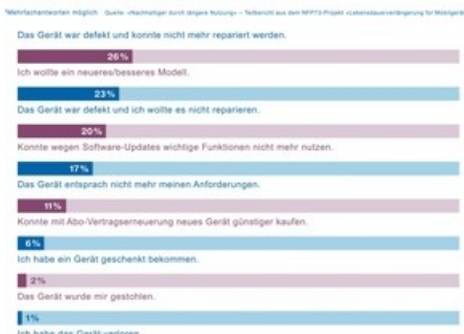 *Mehrfachantworten möglich Quelle: «Nachhaltiger durch längere Nutzung» – Teilbericht aus dem NFP73-Projekt «Lebensdauerverlängerung für Mobilgerä
Das Gerät war defekt und konnte nicht mehr repariert werden.
26%
Ich wollte ein neueres/besseres Modell.
23%
Das Gerät war defekt und ich wollte es nicht reparieren.
20%
Konnte wegen Software-Updates wichtige Funktionen nicht mehr nutzen.
17%
Das Gerät entsprach nicht mehr meinen Anforderungen.
11%
Konnte mit Abo-Vertragserneuerung neues Gerät günstiger kaufen.
6%
Ich habe ein Gerät geschenkt bekommen.
2%
Das Gerät wurde mir gestohlen.
1%
Ich habe das Gerät verloren.